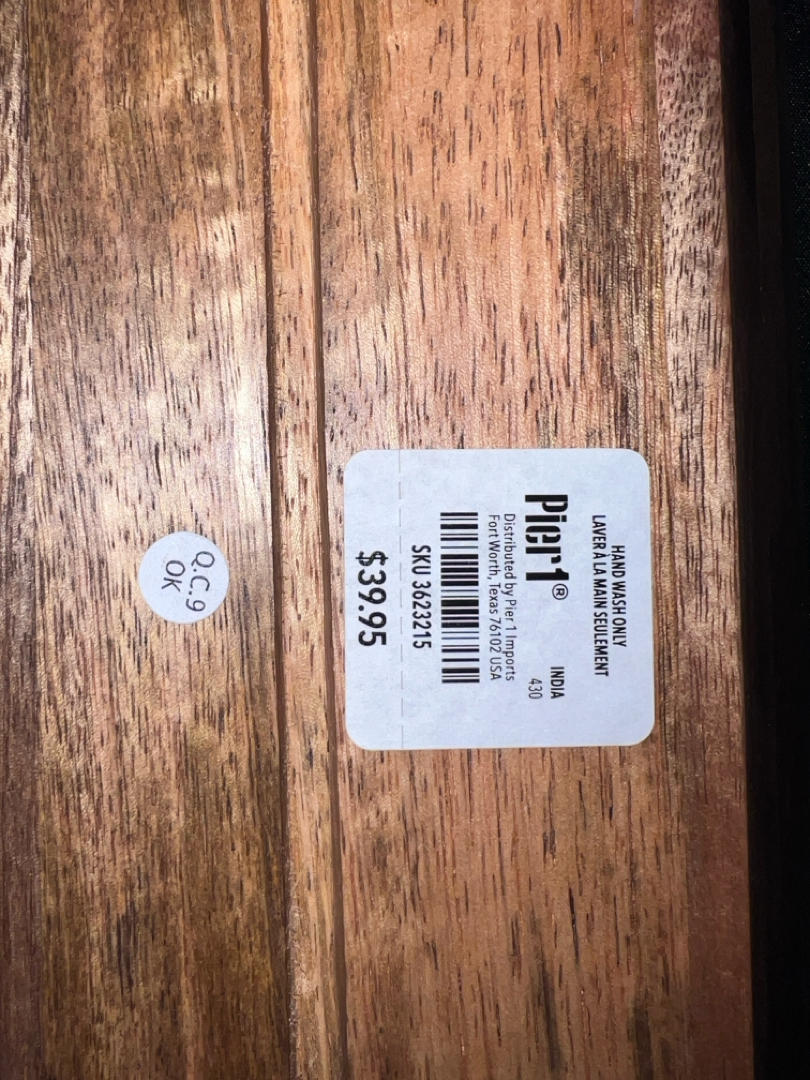 HAND WASH ONLY
LAVER À LA MAIN SEULEMENT
Pier1® INDIA
430
Distributed by Pier 1 Imports
Fort Worth, Texas 76102 USA
SKU 3623215
$39.95
Q.C.9
OK